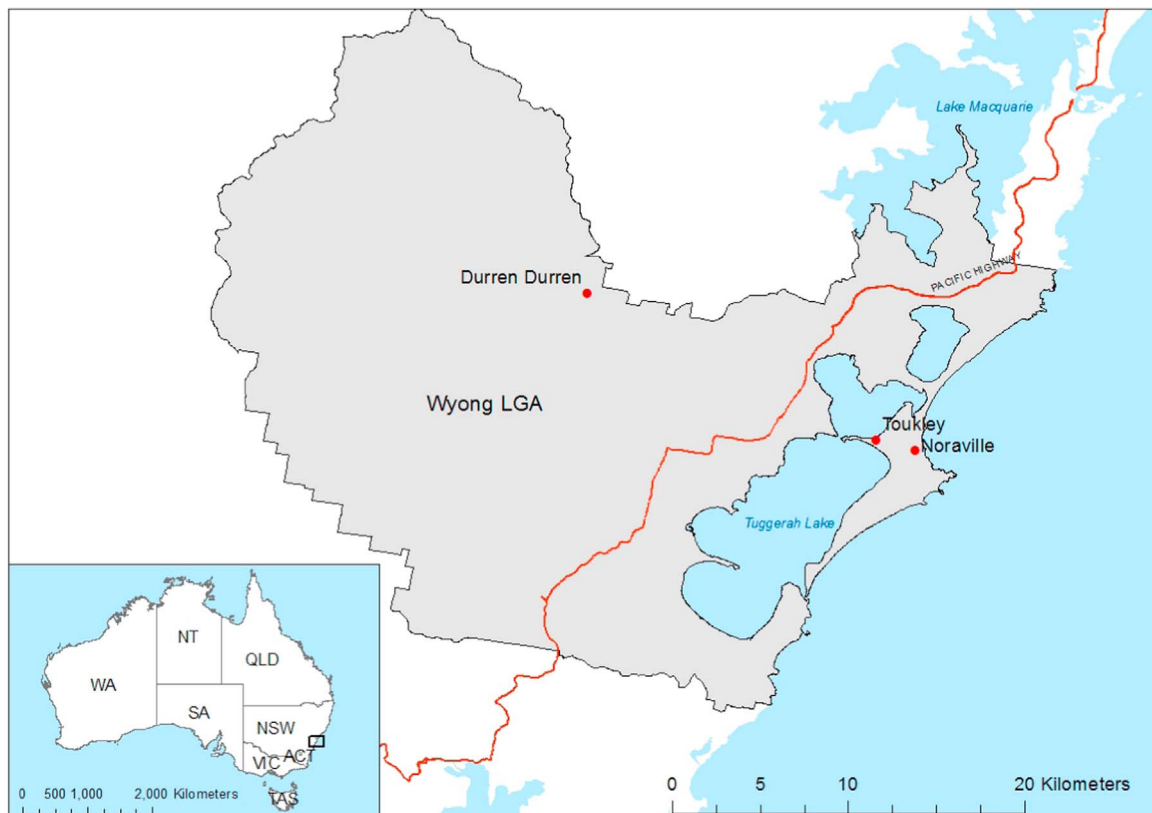 Lake Macquarie
PACIFIC HIGHWAY
Durren Durren
Wyong LGA
Toukley
Noraville
Tuggerah Lake
NT
QLD
WA
SA
NSW
ACT
VIC
TAS
0 500 1,000 2,000 Kilometers
0 5 10 20 Kilometers